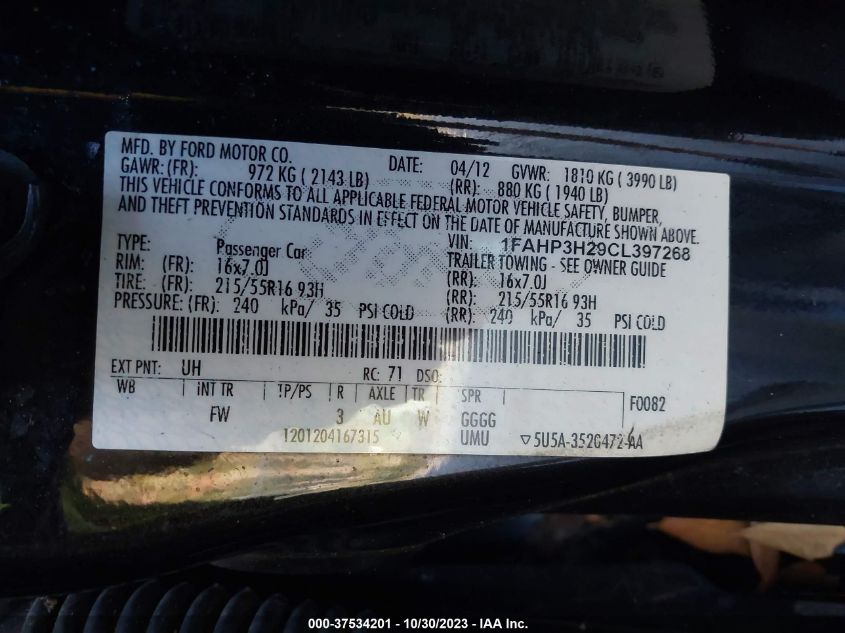 MFD. BY FORD MOTOR CO. DATE: 04/12 GVWR: 1810 KG ( 3990 LB)
GAWR: (FR): 972 KG ( 2143 LB) (RR): 880 KG ( 1940 LB)
THIS VEHICLE CONFORMS TO ALL APPLICABLE FEDERAL MOTOR VEHICLE SAFETY, BUMPER,
AND THEFT PREVENTION STANDARDS IN EFFECT ON THE DATE OF MANUFACTURE SHOWN ABOVE.
VIN: 1FAHP3H29CL397268
TYPE: Passenger Car TRAILER TOWING - SEE OWNER GUIDE
RIM: (FR): 16x7.0J (RR): 16x7.0J
TIRE: (FR): 215/55R16 93H (RR): 215/55R16 93H
PRESSURE: (FR): 240 kPa/ 35 PSI COLD (RR): 240 kPa/ 35 PSI COLD
EXT PNT: UH RC: 71 DSO:
WB INT TR TP/PS R AXLE TR SPR F0082
FW 3 AU W GGGG
1201204167315 UMU ▽5U5A-3520472-AA
000-37534201 - 10/30/2023 - IAA Inc.